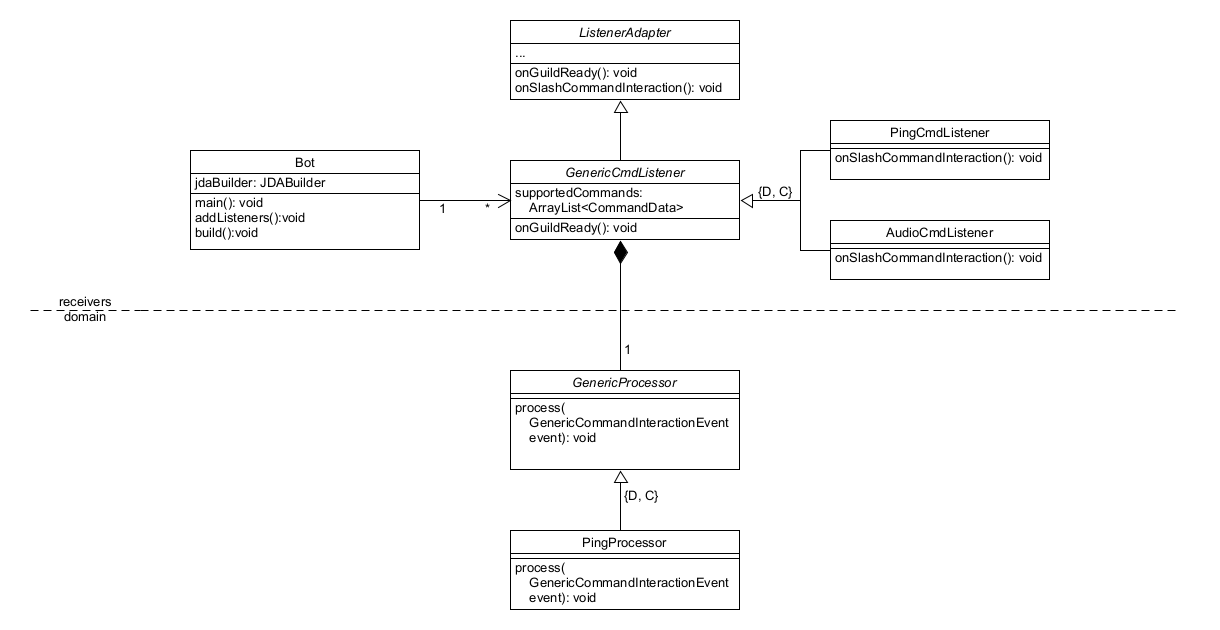 ListenerAdapter
...
onGuildReady(): void
onSlashCommandInteraction(): void
Bot
jdaBuilder: JDABuilder
main(): void
addListeners():void
build():void
1
*
GenericCmdListener
supportedCommands:
ArrayList<CommandData>
onGuildReady(): void
{D, C}
PingCmdListener
onSlashCommandInteraction(): void
AudioCmdListener
onSlashCommandInteraction(): void
receivers
domain
1
GenericProcessor
process(
GenericCommandInteractionEvent
event): void
{D, C}
PingProcessor
process(
GenericCommandInteractionEvent
event): void